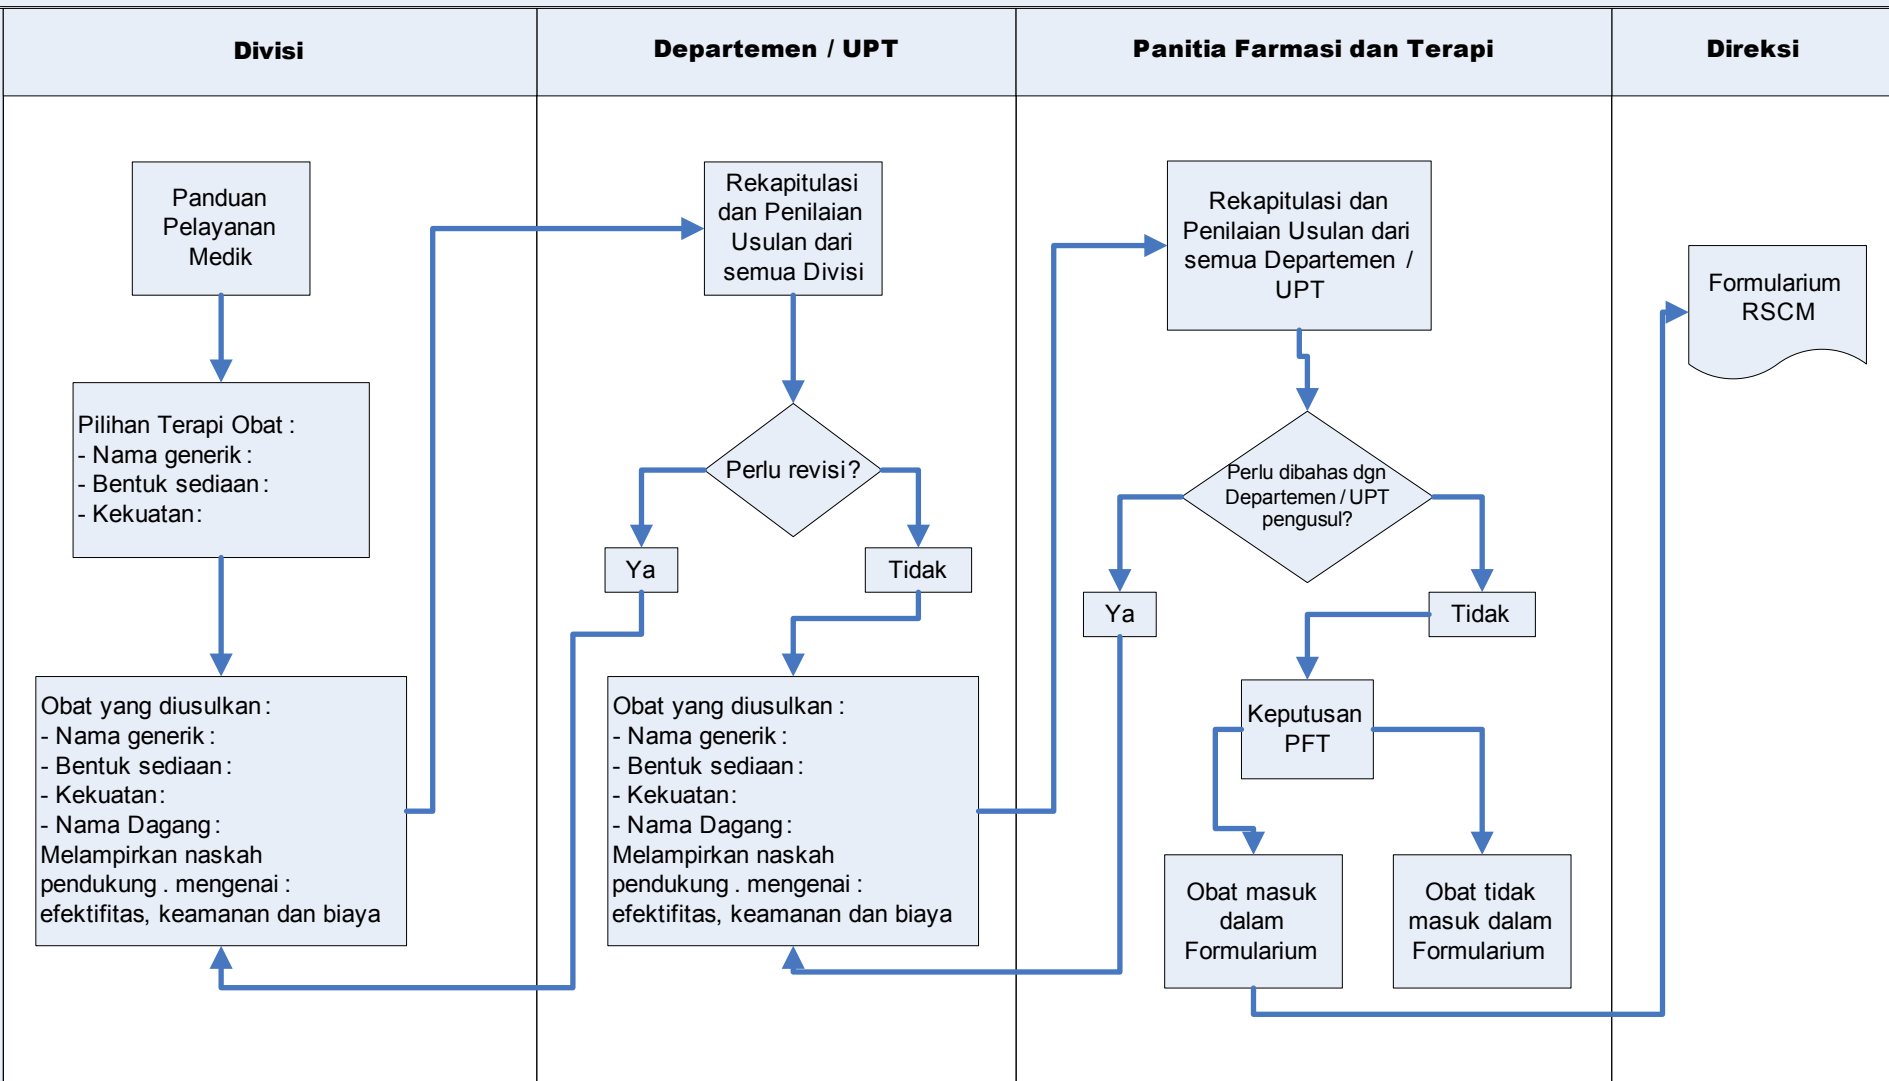 Divisi
Departemen / UPT
Panitia Farmasi dan Terapi
Direksi
Panduan
Pelayanan
Medik
Pilihan Terapi Obat :
- Nama generik :
- Bentuk sediaan :
- Kekuatan:
Obat yang diusulkan :
- Nama generik :
- Bentuk sediaan :
- Kekuatan:
- Nama Dagang :
Melampirkan naskah
pendukung . mengenai :
efektifitas, keamanan dan biaya
Rekapitulasi
dan Penilaian
Usulan dari
semua Divisi
Perlu revisi?
Ya
Tidak
Obat yang diusulkan :
- Nama generik :
- Bentuk sediaan :
- Kekuatan:
- Nama Dagang :
Melampirkan naskah
pendukung . mengenai :
efektifitas, keamanan dan biaya
Rekapitulasi dan
Penilaian Usulan dari
semua Departemen /
UPT
Perlu dibahas dgn
Departemen / UPT
pengusul?
Ya
Tidak
Keputusan
PFT
Obat masuk
dalam
Formularium
Obat tidak
masuk dalam
Formularium
Formularium
RSCM